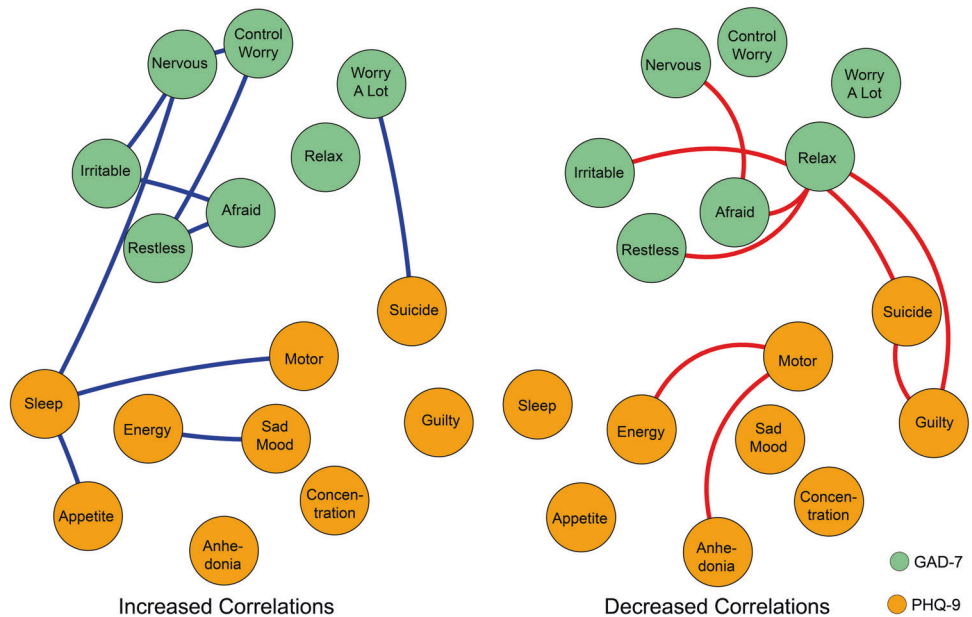 Nervous
Control
Worry
Worry
A Lot
Relax
Irritable
Afraid
Restless
Suicide
Motor
Sleep
Energy
Sad
Mood
Guilty
Concen-
tration
Appetite
Anhe-
donia
Increased Correlations
Nervous
Control
Worry
Worry
A Lot
Relax
Irritable
Afraid
Restless
Suicide
Motor
Sleep
Energy
Sad
Mood
Guilty
Concen-
tration
Appetite
Anhe-
donia
Decreased Correlations
GAD-7
PHQ-9